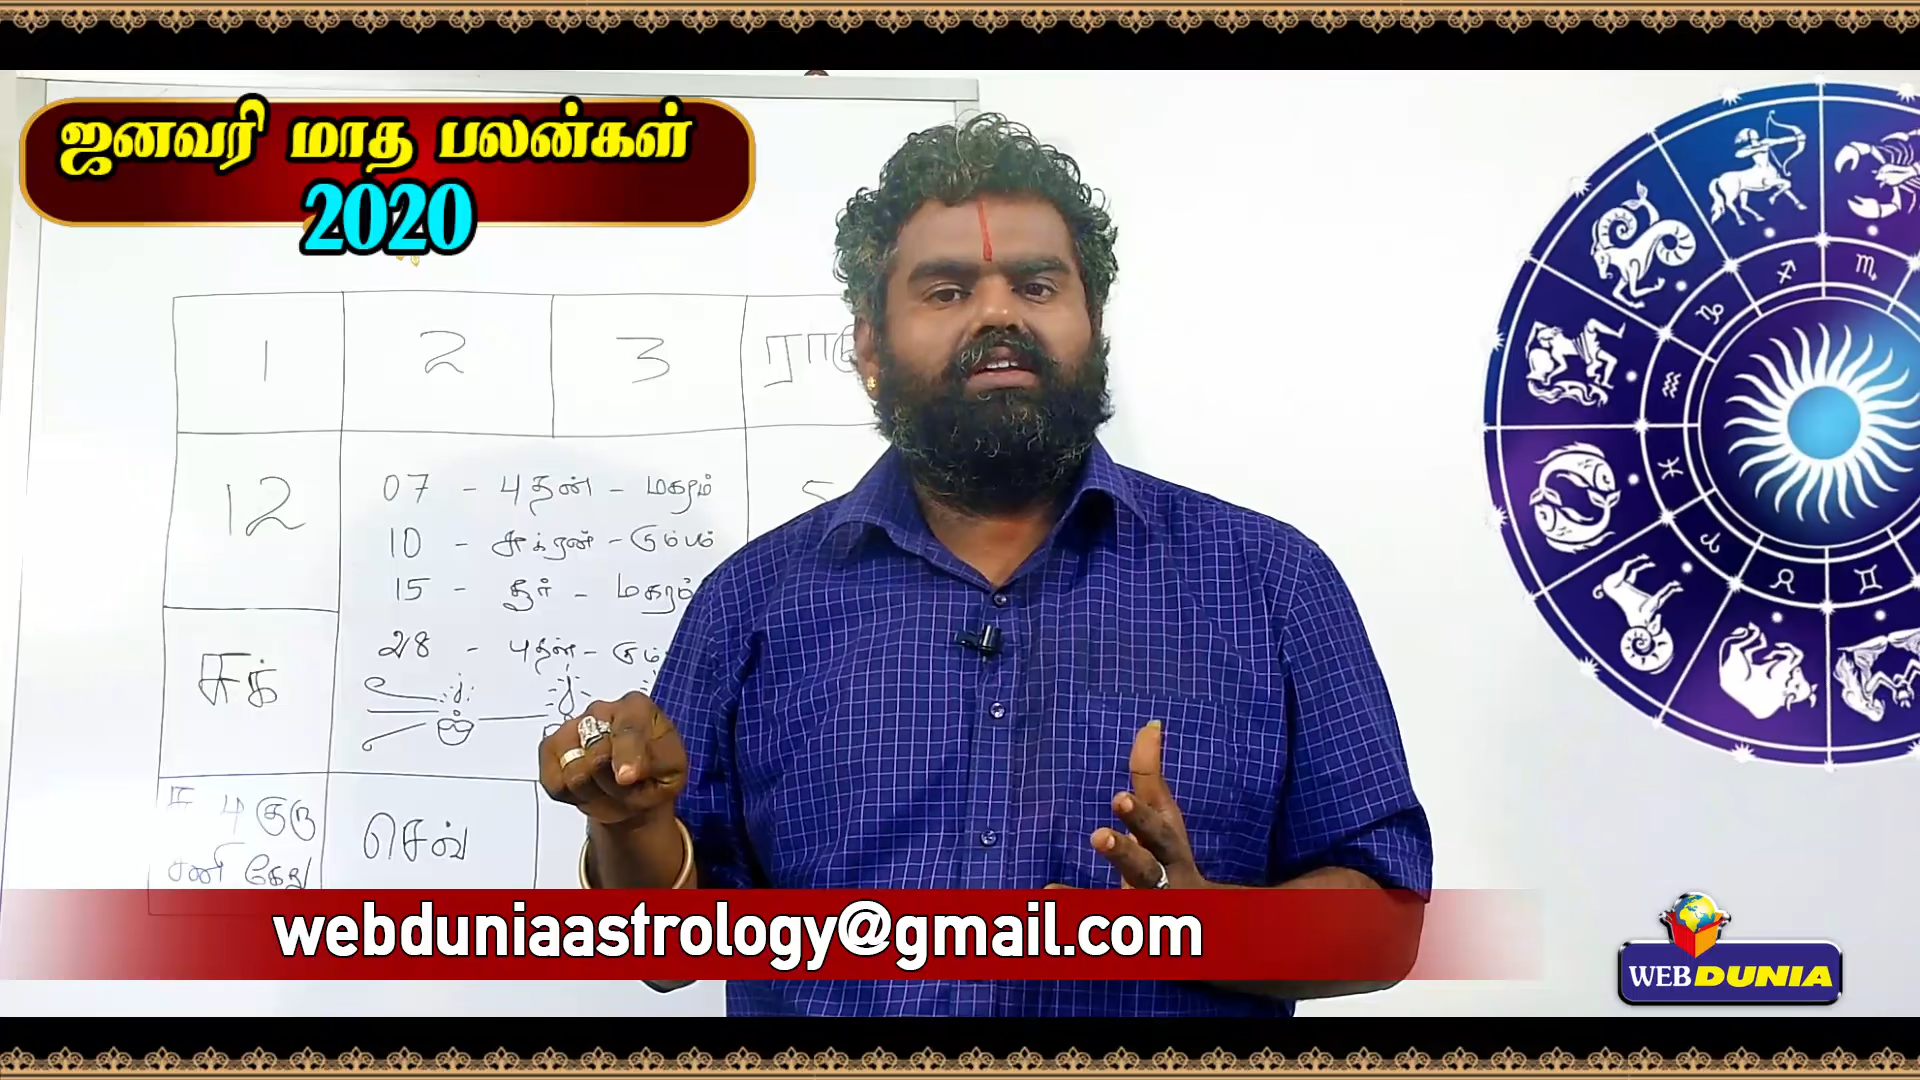 ஜனவரி மாத பலன்கள்
2020
1 2 3 ராகு
12
07 - புதன் - மகரம் 5
10 - சுக்ரன் - கும்பம்
15 - சூர் - மகரம்
28 - புதன் - கும்
சுக்
பு குரு
சனி கேது
செவ்
webduniaastrology@gmail.com
WEBDUNIA